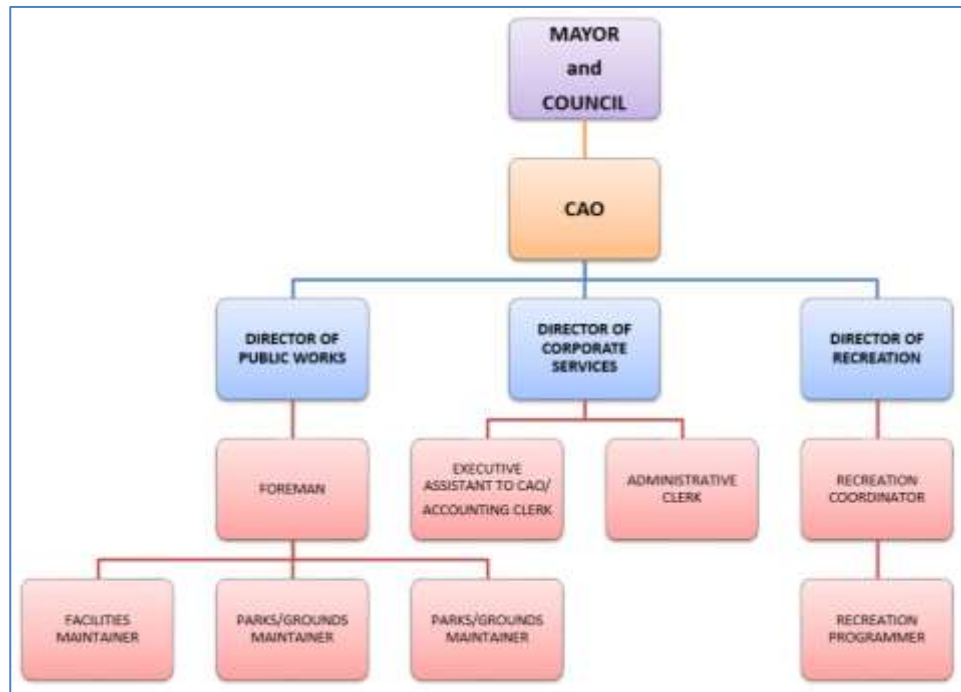 MAYOR
and
COUNCIL
CAO
DIRECTOR OF
PUBLIC WORKS
DIRECTOR OF
CORPORATE
SERVICES
DIRECTOR OF
RECREATION
FOREMAN
EXECUTIVE
ASSISTANT TO CAO/
ACCOUNTING CLERK
ADMINISTRATIVE
CLERK
RECREATION
COORDINATOR
FACILITIES
MAINTAINER
PARKS/GROUNDS
MAINTAINER
PARKS/GROUNDS
MAINTAINER
RECREATION
PROGRAMMER